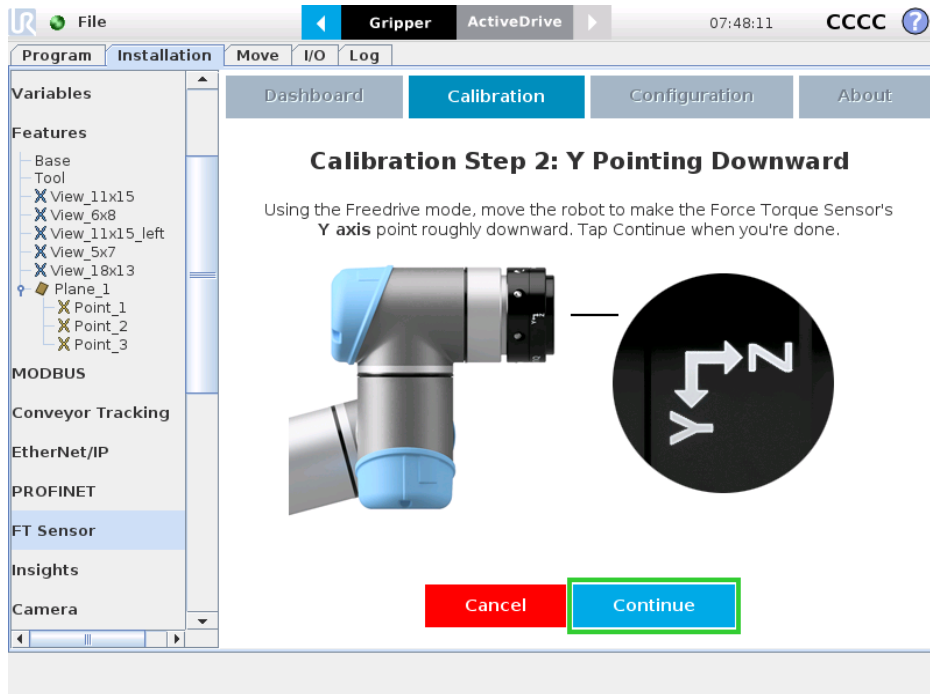 UR File Gripper ActiveDrive 07:48:11 CCCC ?
Program Installation Move I/O Log
Variables
Features
Base
Tool
View_11x15
View_6x8
View_11x15_left
View_5x7
View_18x13
Plane_1
Point_1
Point_2
Point_3
MODBUS
Conveyor Tracking
EtherNet/IP
PROFINET
FT Sensor
Insights
Camera
Dashboard Calibration Configuration About
Calibration Step 2: Y Pointing Downward
Using the Freedrive mode, move the robot to make the Force Torque Sensor's
Y axis point roughly downward. Tap Continue when you're done.
Y Z
Y Z
Cancel Continue